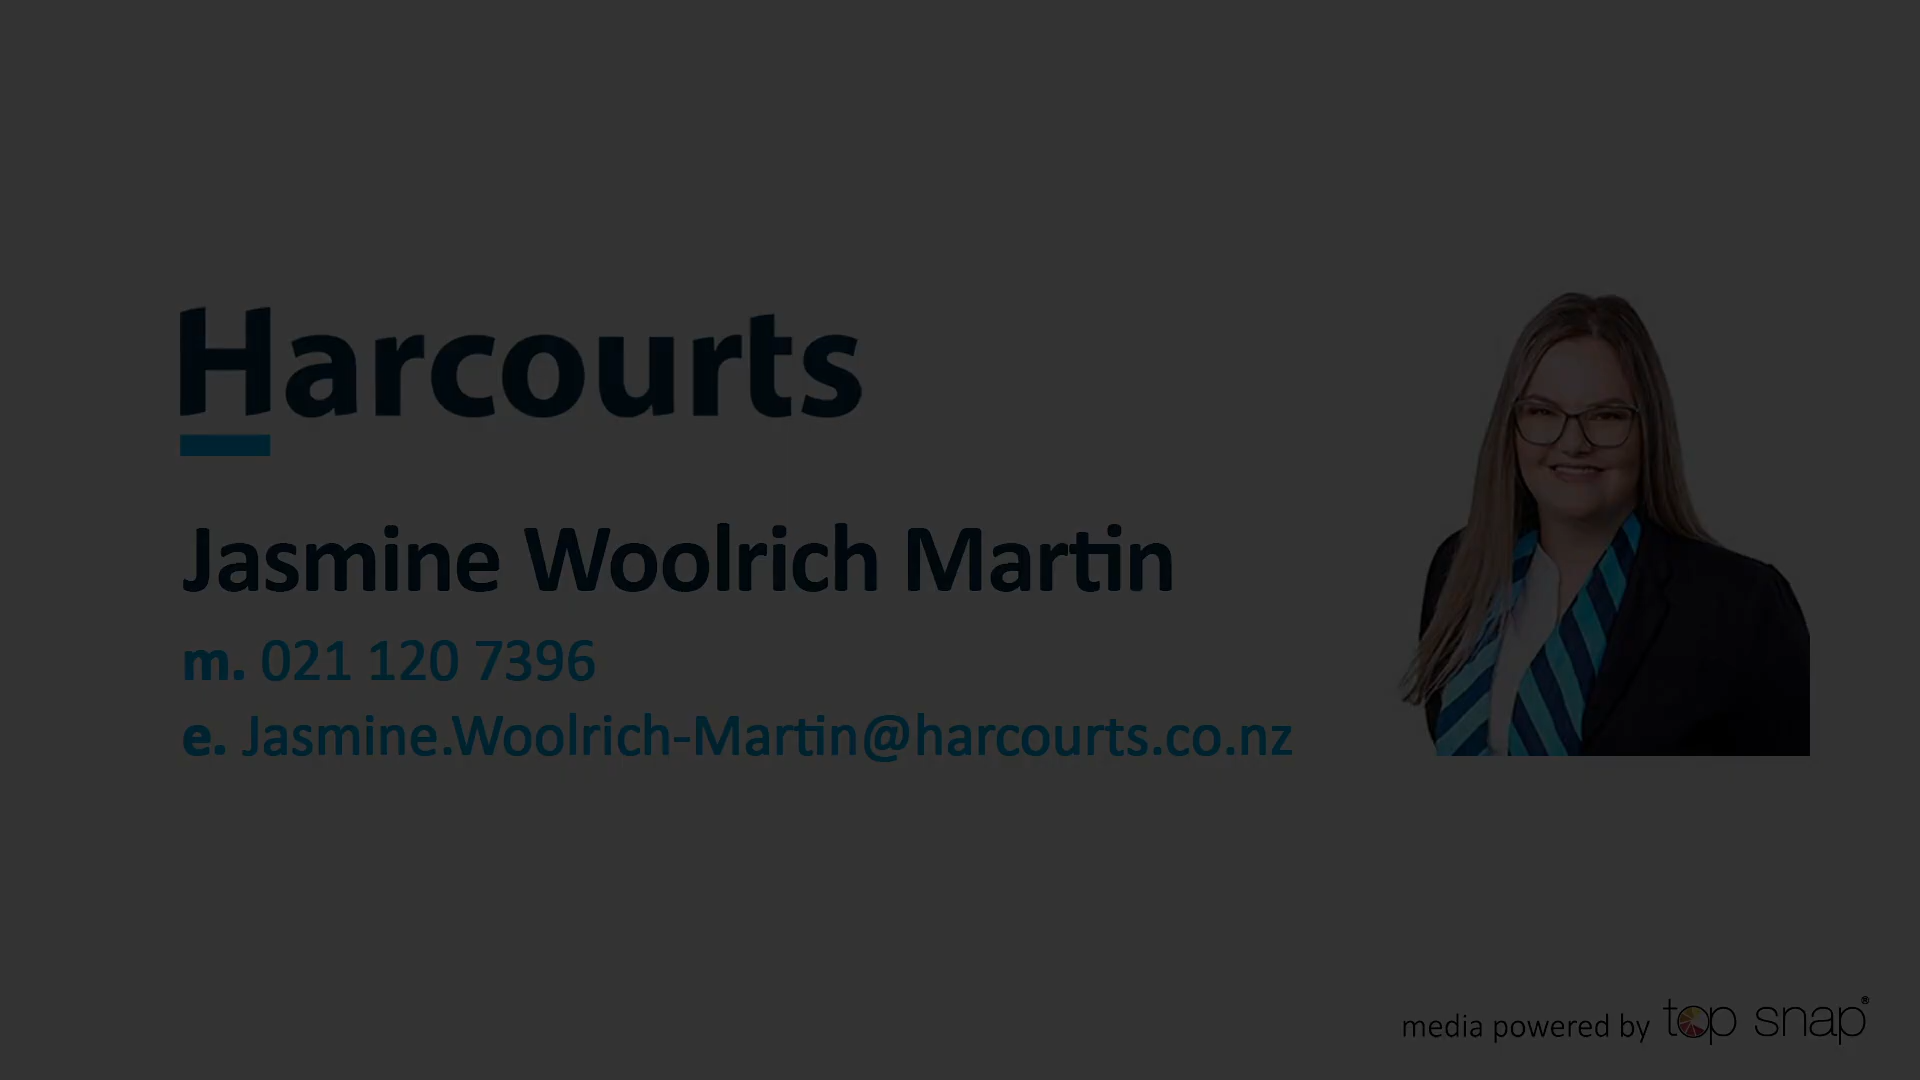 Harcourts
Jasmine Woolrich Martin
m. 021 120 7396
e. Jasmine.Woolrich-Martin@harcourts.co.nz
media powered by top snap®